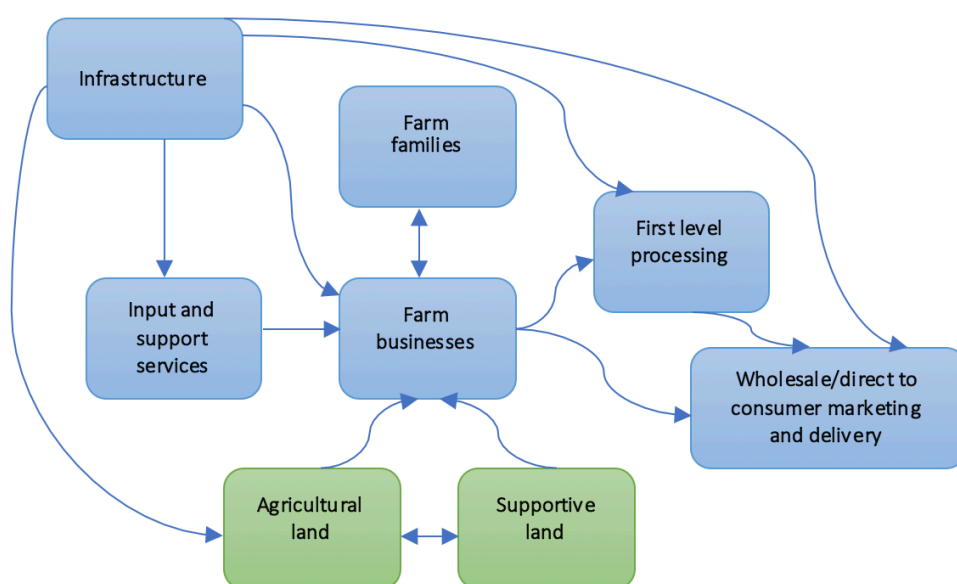 Infrastructure
Farm
families
First level
processing
Input and
support
services
Farm
businesses
Wholesale/direct to
consumer marketing
and delivery
Agricultural
land
Supportive
land